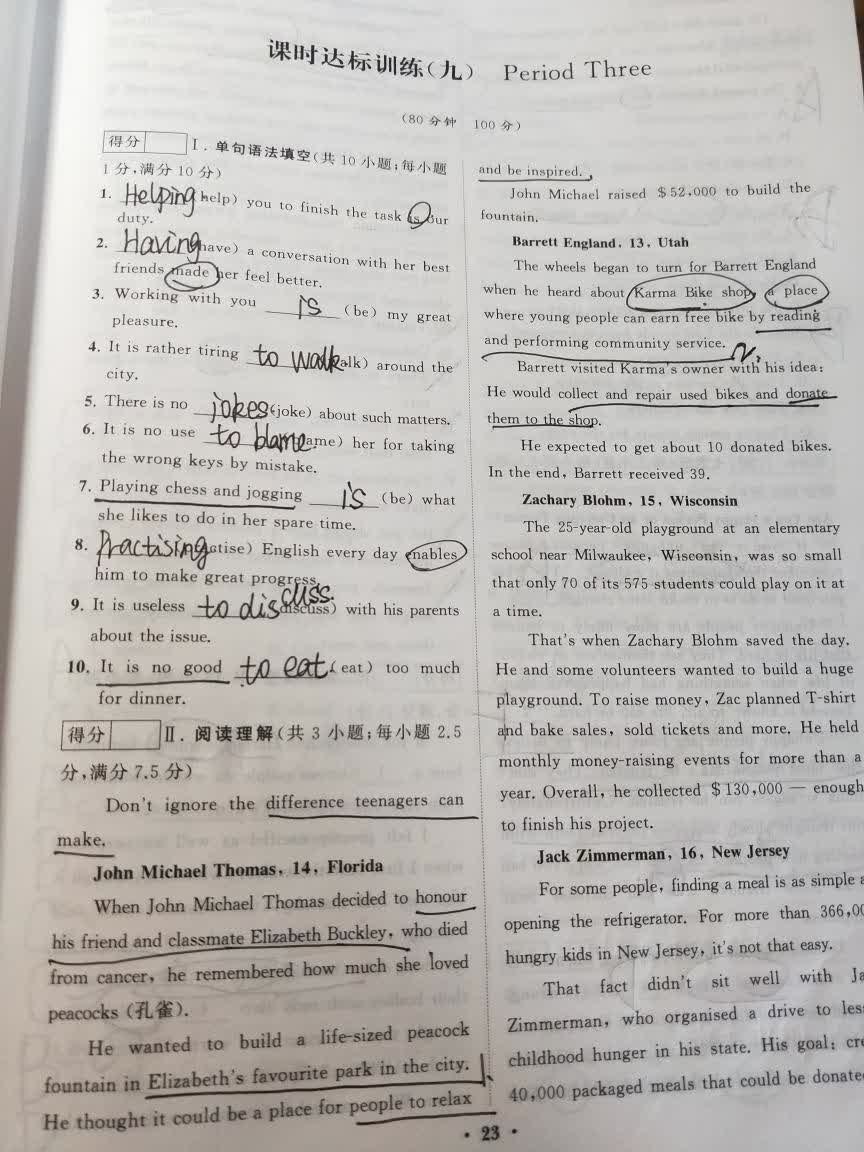 课时达标训练(九) Period Three
(80分钟 100分)
得分 Ⅰ.单句语法填空(共10小题;每小题
1分,满分10分)
1. Helping help) you to finish the task is our
duty.
2. Having have) a conversation with her best
friends made her feel better.
3. Working with you is (be) my great
pleasure.
4. It is rather tiring to walk alk) around the
city.
5. There is no jokes (joke) about such matters.
6. It is no use to blame ame) her for taking
the wrong keys by mistake.
7. Playing chess and jogging is (be) what
she likes to do in her spare time.
8. Practising atise) English every day enables
him to make great progress.
9. It is useless to discuss. discuss) with his parents
about the issue.
10. It is no good to eat (eat) too much
for dinner.
得分 Ⅱ.阅读理解(共3小题;每小题2.5
分,满分7.5分)
Don't ignore the difference teenagers can
make.
John Michael Thomas, 14, Florida
When John Michael Thomas decided to honour
his friend and classmate Elizabeth Buckley, who died
from cancer, he remembered how much she loved
peacocks (孔雀).
He wanted to build a life-sized peacock
fountain in Elizabeth's favourite park in the city.
He thought it could be a place for people to relax
and be inspired.
John Michael raised $52,000 to build the
fountain.
Barrett England, 13, Utah
The wheels began to turn for Barrett England
when he heard about Karma Bike shop, a place
where young people can earn free bike by reading
and performing community service.
Barrett visited Karma's owner with his idea:
He would collect and repair used bikes and donate
them to the shop.
He expected to get about 10 donated bikes.
In the end, Barrett received 39.
Zachary Blohm, 15, Wisconsin
The 25-year-old playground at an elementary
school near Milwaukee, Wisconsin, was so small
that only 70 of its 575 students could play on it at
a time.
That's when Zachary Blohm saved the day.
He and some volunteers wanted to build a huge
playground. To raise money, Zac planned T-shirt
and bake sales, sold tickets and more. He held
monthly money-raising events for more than a
year. Overall, he collected $130,000 — enough
to finish his project.
Jack Zimmerman, 16, New Jersey
For some people, finding a meal is as simple a
opening the refrigerator. For more than 366,00
hungry kids in New Jersey, it's not that easy.
That fact didn't sit well with Ja
Zimmerman, who organised a drive to les
childhood hunger in his state. His goal: cre
40,000 packaged meals that could be donate
· 23 ·